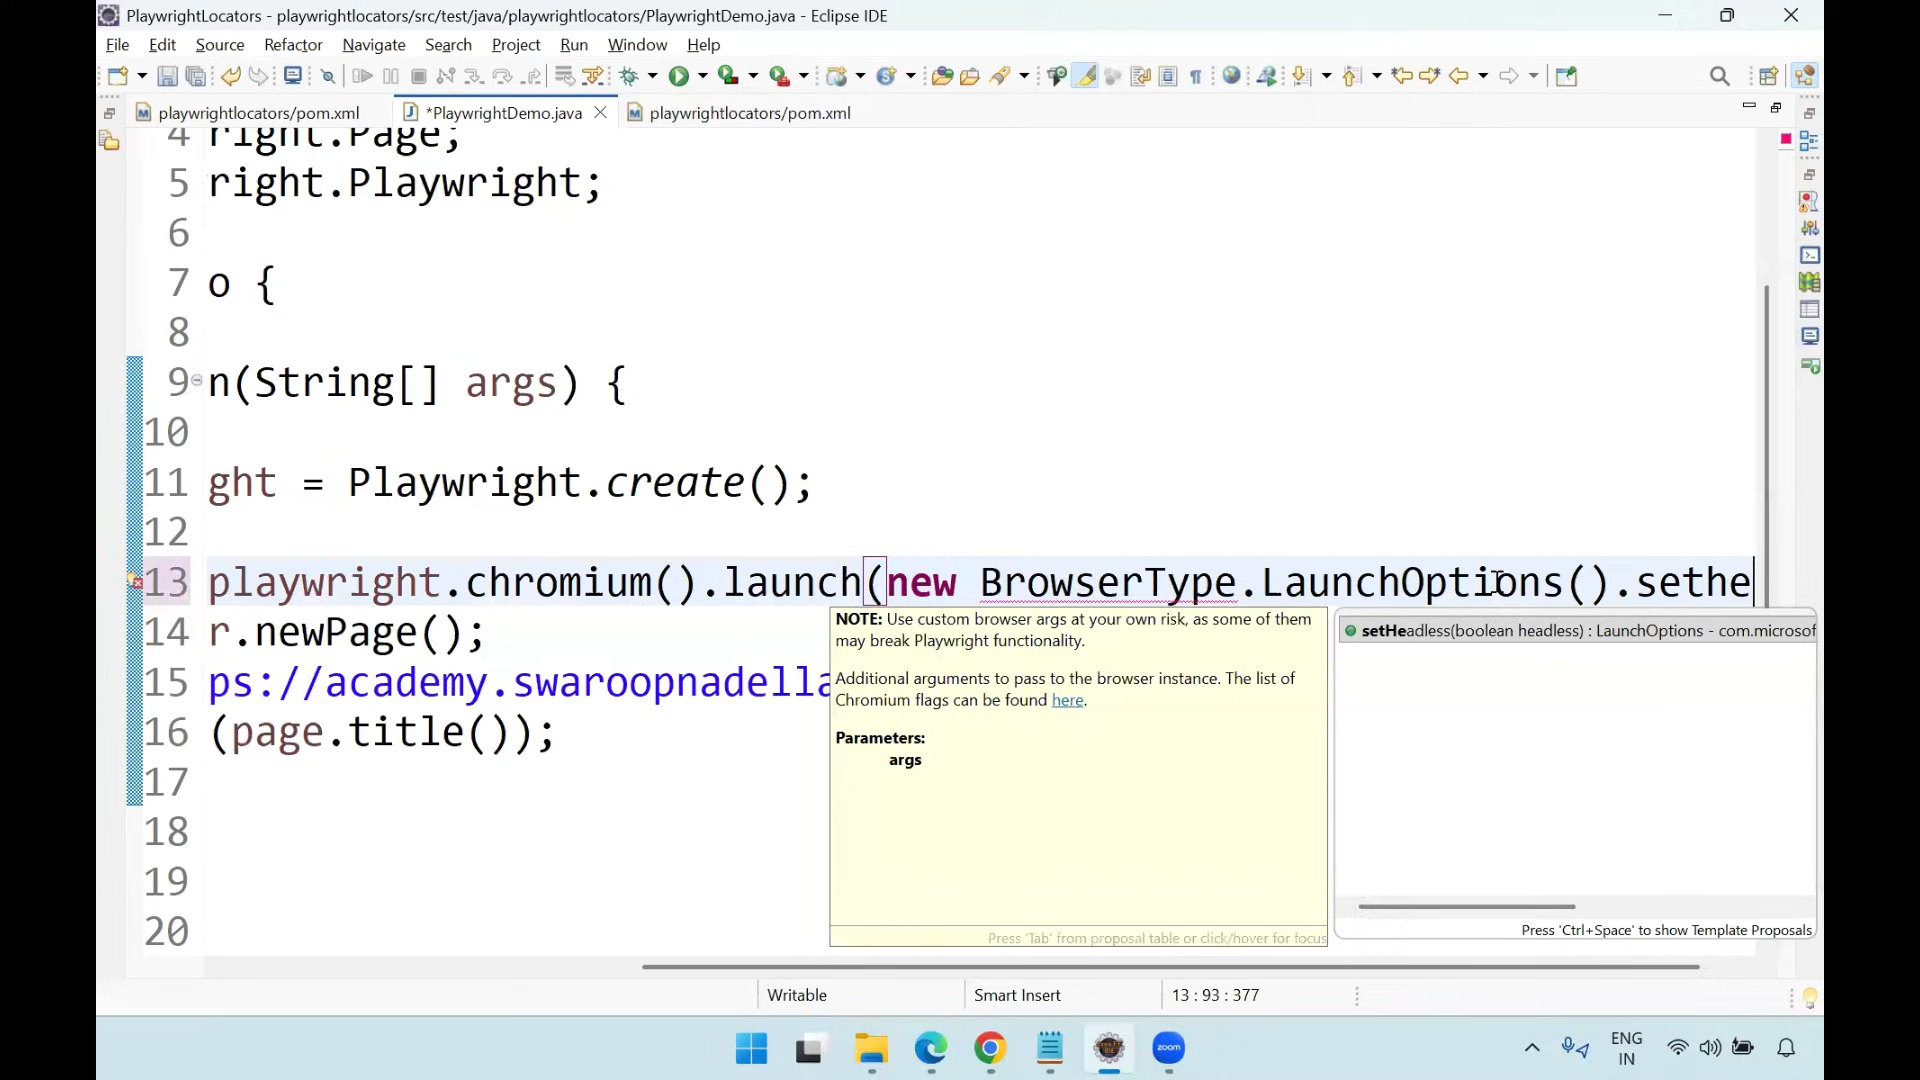 PlaywrightLocators - playwrightlocators/src/test/java/playwrightlocators/PlaywrightDemo.java - Eclipse IDE
File Edit Source Refactor Navigate Search Project Run Window Help
playwrightlocators/pom.xml *PlaywrightDemo.java playwrightlocators/pom.xml
4 right.Page;
5 right.Playwright;
6
7 o {
8
9 n(String[] args) {
10
11 ght = Playwright.create();
12
13 playwright.chromium().launch(new BrowserType.LaunchOptions().sethe
14 r.newPage();
15 ps://academy.swaroopnadella
16 (page.title());
17
18
19
20
NOTE: Use custom browser args at your own risk, as some of them
may break Playwright functionality.
Additional arguments to pass to the browser instance. The list of
Chromium flags can be found here.
Parameters:
args
Press 'Tab' from proposal table or click/hover for focus
setHeadless(boolean headless) : LaunchOptions - com.microsof
Press 'Ctrl+Space' to show Template Proposals
Writable Smart Insert 13 : 93 : 377
zoom
ENG
IN